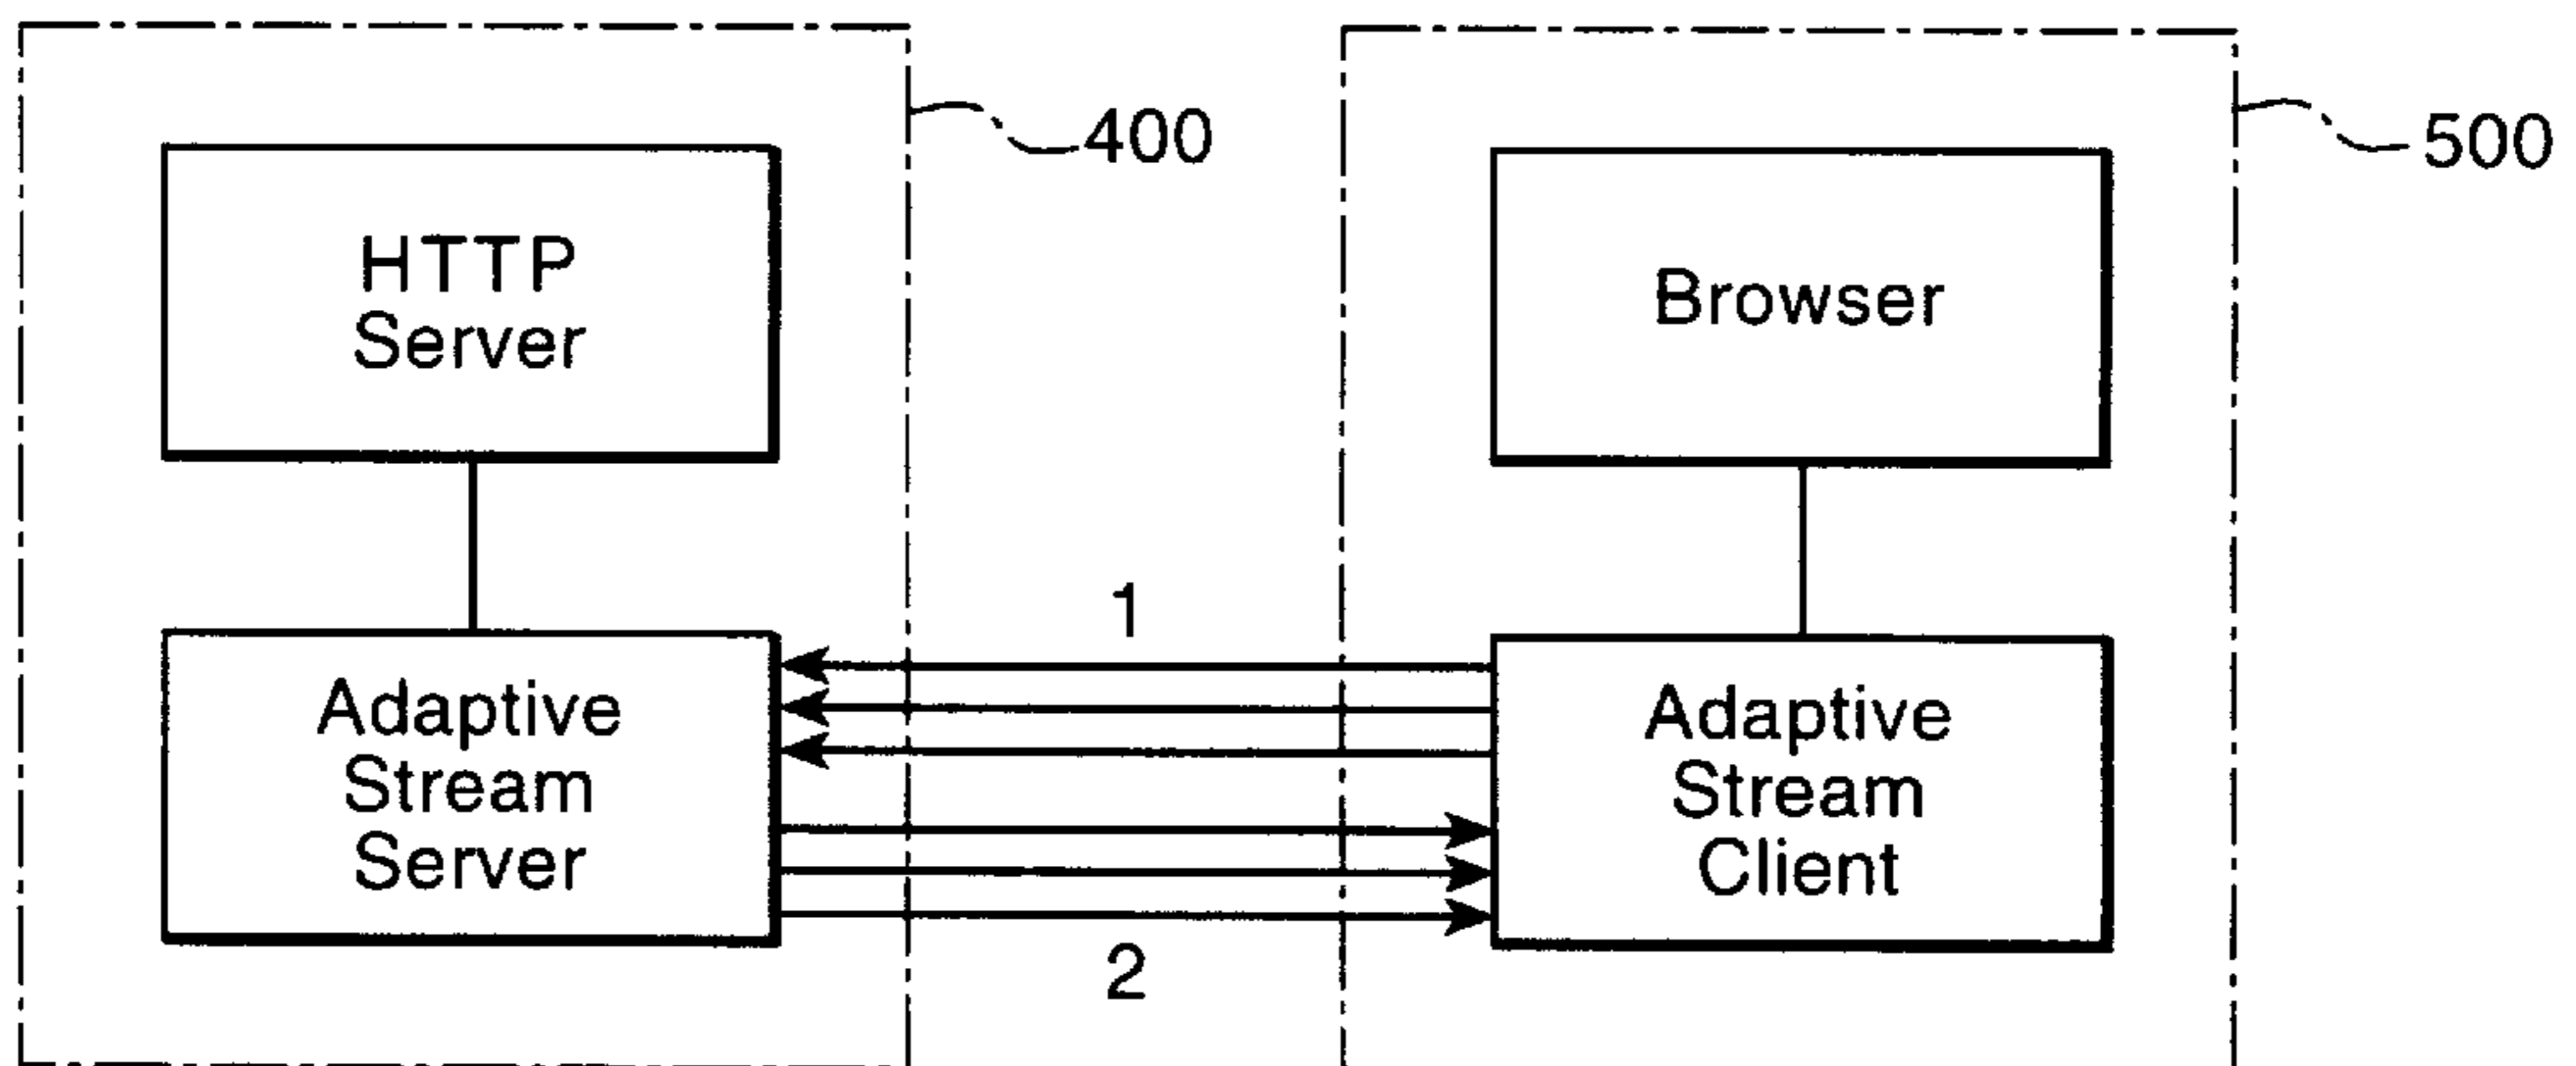 400
500
HTTP
Server
Browser
1
Adaptive
Stream
Server
Adaptive
Stream
Client
2